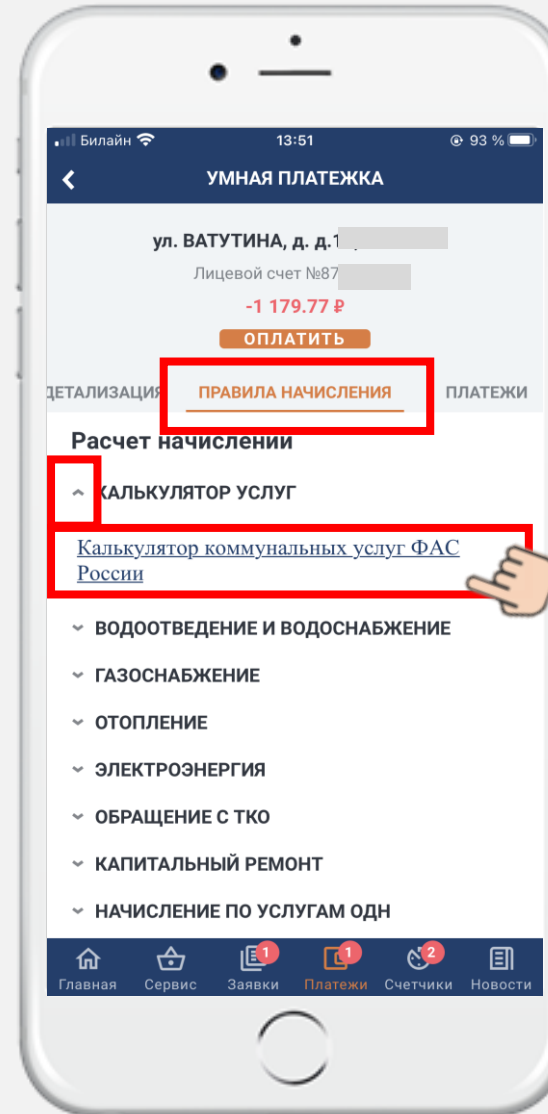 Билайн 13:51 93 %
УМНАЯ ПЛАТЕЖКА
ул. ВАТУТИНА, д. д.1
Лицевой счет №87
-1 179.77 ₽
ОПЛАТИТЬ
ДЕТАЛИЗАЦИЯ ПРАВИЛА НАЧИСЛЕНИЯ ПЛАТЕЖИ
Расчет начислений
КАЛЬКУЛЯТОР УСЛУГ
Калькулятор коммунальных услуг ФАС
России
ВОДООТВЕДЕНИЕ И ВОДОСНАБЖЕНИЕ
ГАЗОСНАБЖЕНИЕ
ОТОПЛЕНИЕ
ЭЛЕКТРОЭНЕРГИЯ
ОБРАЩЕНИЕ С ТКО
КАПИТАЛЬНЫЙ РЕМОНТ
НАЧИСЛЕНИЕ ПО УСЛУГАМ ОДН
1 1 2
Главная Сервис Заявки Платежи Счетчики Новости